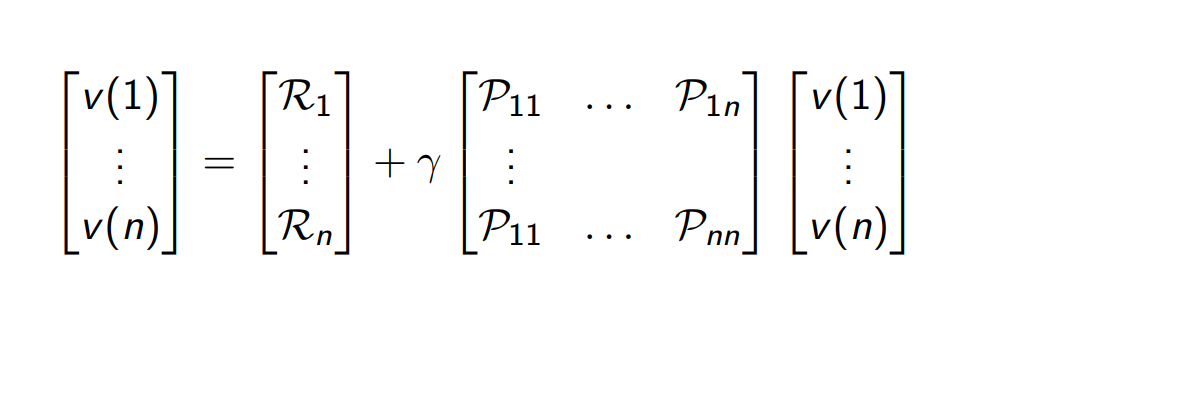 [v(1) ⋮ v(n)] = [ℛ₁ ⋮ ℛₙ] + γ [𝒫₁₁ … 𝒫₁ₙ ⋮ 𝒫₁₁ … 𝒫ₙₙ] [v(1) ⋮ v(n)]